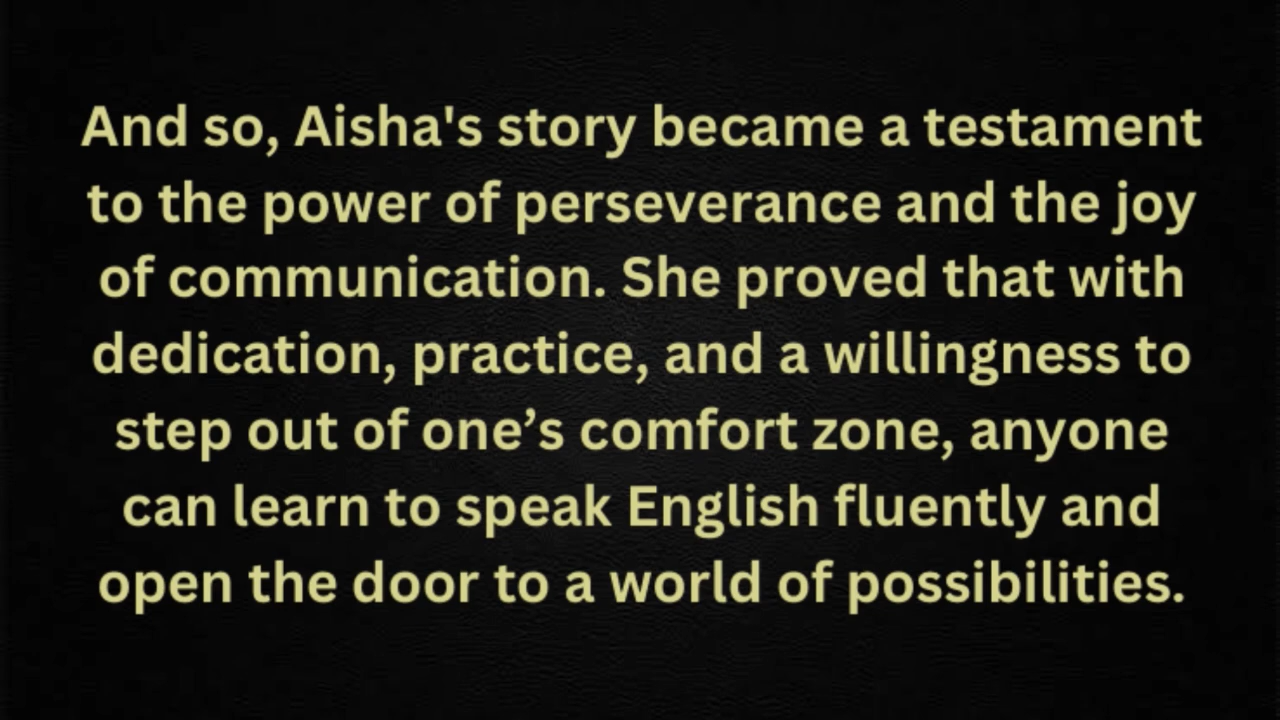 And so, Aisha's story became a testament
to the power of perseverance and the joy
of communication. She proved that with
dedication, practice, and a willingness to
step out of one’s comfort zone, anyone
can learn to speak English fluently and
open the door to a world of possibilities.